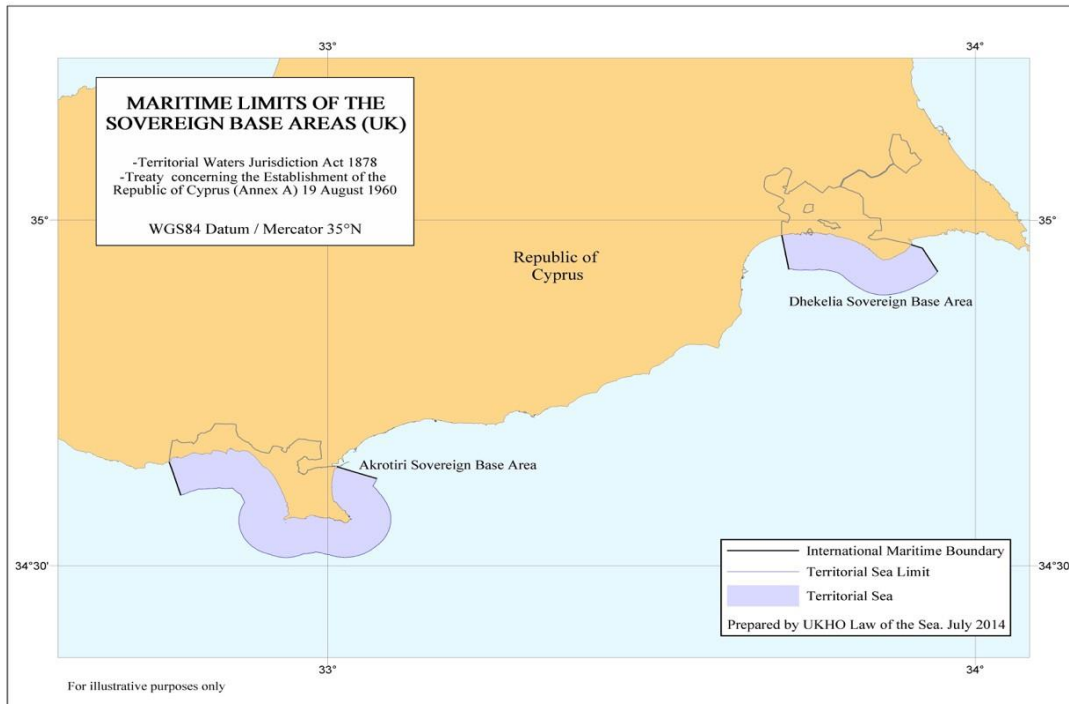 33°
34°
MARITIME LIMITS OF THE
SOVEREIGN BASE AREAS (UK)
-Territorial Waters Jurisdiction Act 1878
-Treaty concerning the Establishment of the
Republic of Cyprus (Annex A) 19 August 1960
WGS84 Datum / Mercator 35°N
35°
35°
Republic of
Cyprus
Dhekelia Sovereign Base Area
Akrotiri Sovereign Base Area
34°30'
34°30'
International Maritime Boundary
Territorial Sea Limit
Territorial Sea
Prepared by UKHO Law of the Sea. July 2014
33°
34°
For illustrative purposes only